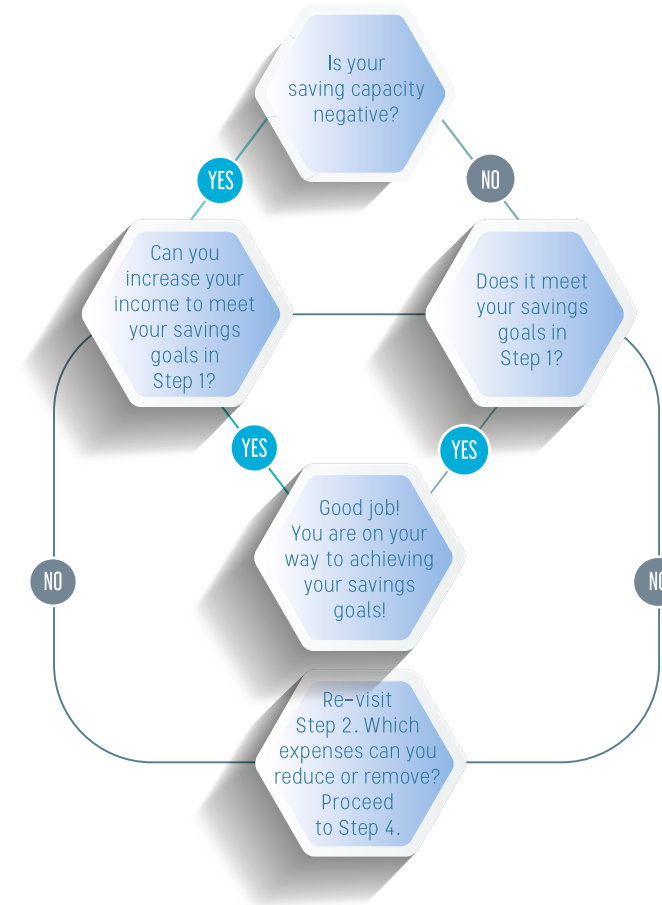 Is your
saving capacity
negative?
YES
NO
Can you
increase your
income to meet
your savings
goals in
Step 1?
Does it meet
your savings
goals in
Step 1?
YES
YES
Good job!
You are on your
way to achieving
your savings
goals!
NO
NO
Re-visit
Step 2. Which
expenses can you
reduce or remove?
Proceed
to Step 4.